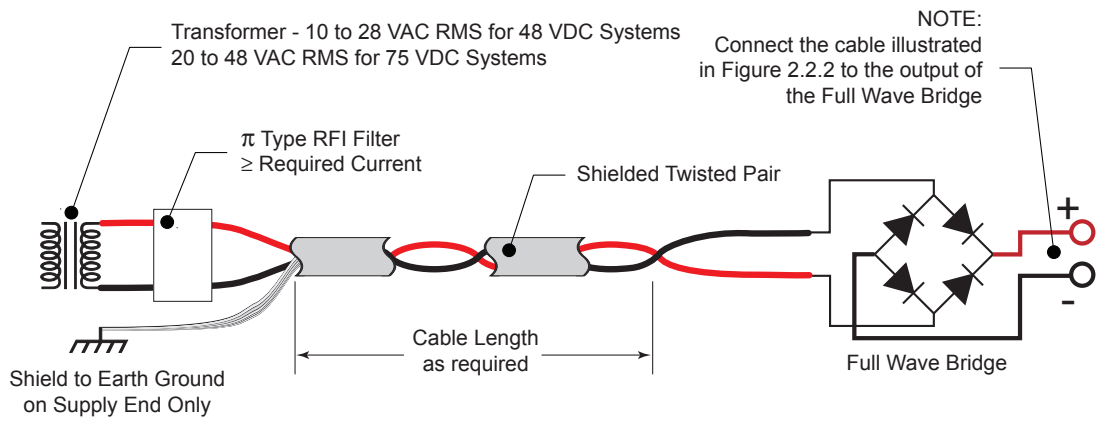 Transformer - 10 to 28 VAC RMS for 48 VDC Systems
20 to 48 VAC RMS for 75 VDC Systems
NOTE:
Connect the cable illustrated
in Figure 2.2.2 to the output of
the Full Wave Bridge
π Type RFI Filter
≥ Required Current
Shielded Twisted Pair
+
-
Cable Length
as required
Full Wave Bridge
Shield to Earth Ground
on Supply End Only